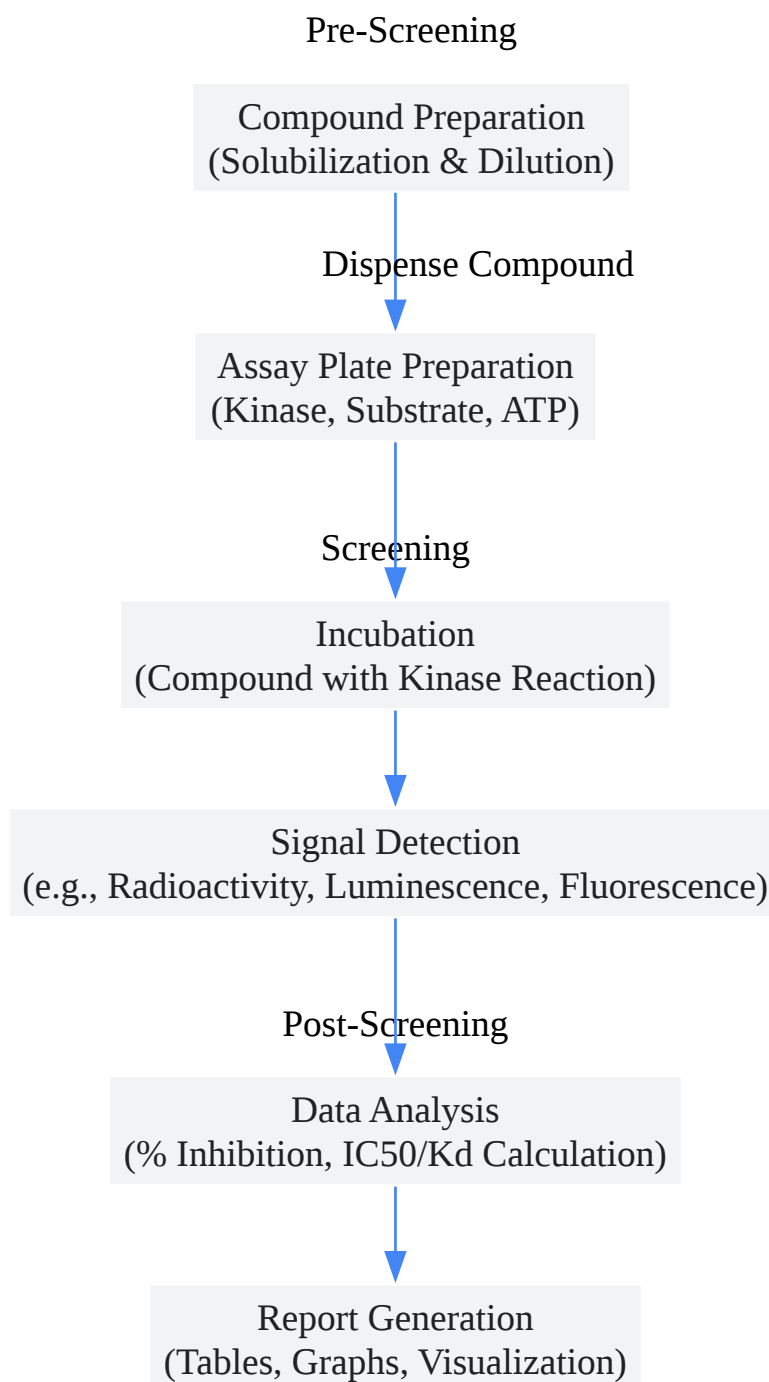 Pre-Screening
Compound Preparation
(Solubilization & Dilution)
Dispense Compound
Assay Plate Preparation
(Kinase, Substrate, ATP)
Screening
Incubation
(Compound with Kinase Reaction)
Signal Detection
(e.g., Radioactivity, Luminescence, Fluorescence)
Post-Screening
Data Analysis
(% Inhibition, IC50/Kd Calculation)
Report Generation
(Tables, Graphs, Visualization)